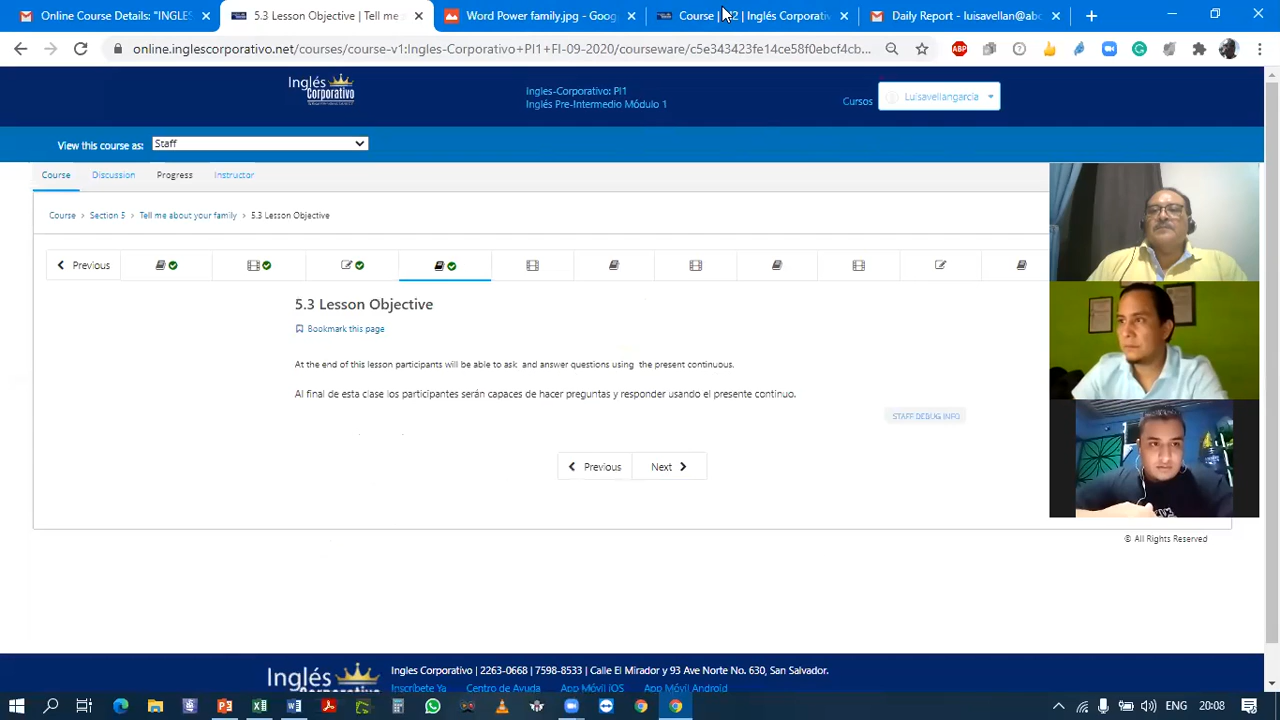 Online Course Details: "INGLES
5.3 Lesson Objective | Tell me
Word Power family.jpg - Goog
Course | 2 | Inglés Corporativ
Daily Report - luisavellan@abc
online.inglescorporativo.net/courses/course-v1:Ingles-Corporativo+PI1+FI-09-2020/courseware/c5e343423fe14ce58f0ebcf4cb...
ABP
Inglés
Corporativo
Ingles-Corporativo: PI1
Inglés Pre-Intermedio Módulo 1
Cursos
Luisavellangarcia
View this course as:
Staff
Course
Discussion
Progress
Instructor
Course > Section 5 > Tell me about your family > 5.3 Lesson Objective
Previous
5.3 Lesson Objective
Bookmark this page
At the end of this lesson participants will be able to ask and answer questions using the present continuous.
Al final de esta clase los participantes serán capaces de hacer preguntas y responder usando el presente continuo.
STAFF DEBUG INFO
Previous
Next
© All Rights Reserved
Inglés
Ingles Corporativo | 2263-0668 | 7598-8533 | Calle El Mirador y 93 Ave Norte No. 630, San Salvador.
Inscríbete Ya
Centro de Ayuda
App Móvil iOS
App Móvil Android
ENG
20:08